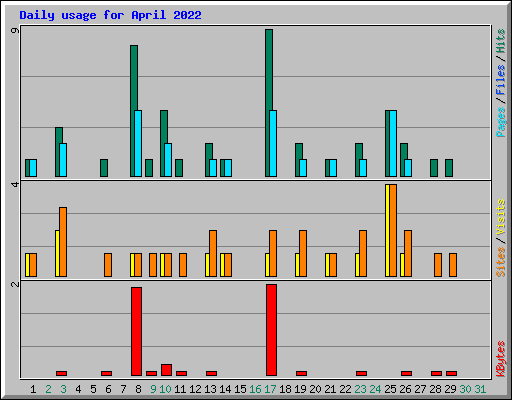 Daily usage for April 2022
9
4
2
Pages / Files / Hits
Sites / Visits
KBytes
1 2 3 4 5 6 7 8 9 10 11 12 13 14 15 16 17 18 19 20 21 22 23 24 25 26 27 28 29 30 31